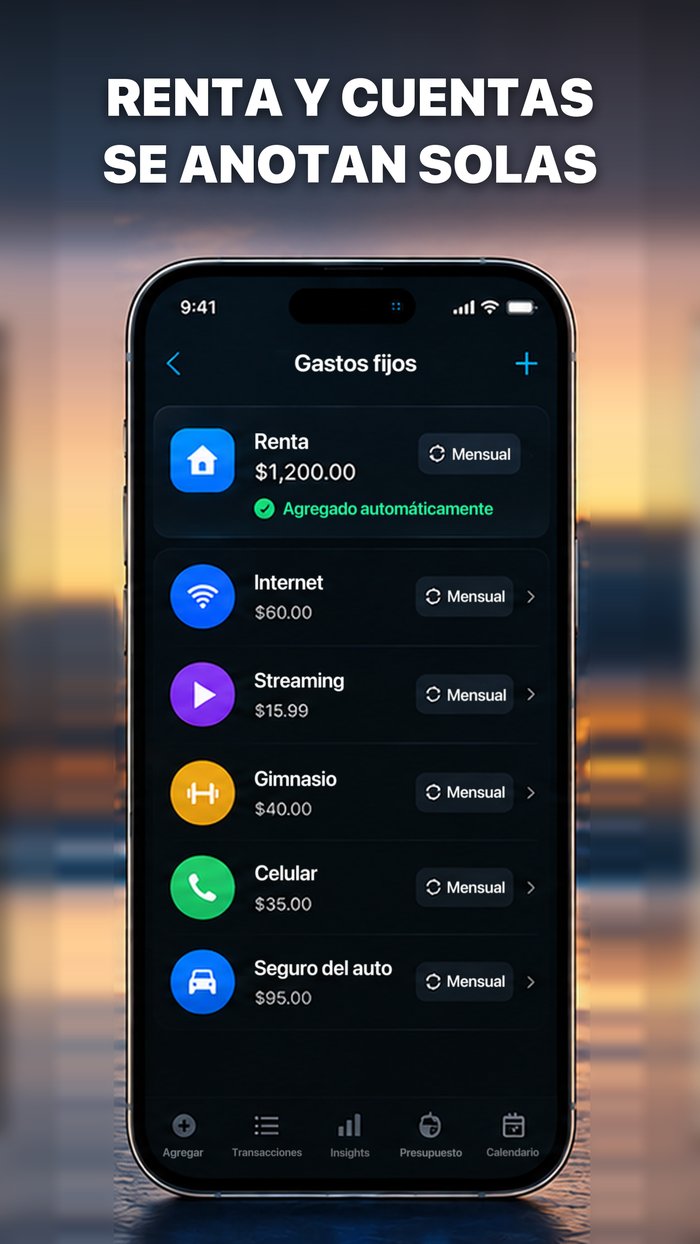 RENTA Y CUENTAS
SE ANOTAN SOLAS
9:41
Gastos fijos
Renta
$1,200.00
Mensual
Agregado automáticamente
Internet
$60.00
Mensual
Streaming
$15.99
Mensual
Gimnasio
$40.00
Mensual
Celular
$35.00
Mensual
Seguro del auto
$95.00
Mensual
Agregar
Transacciones
Insights
Presupuesto
Calendario